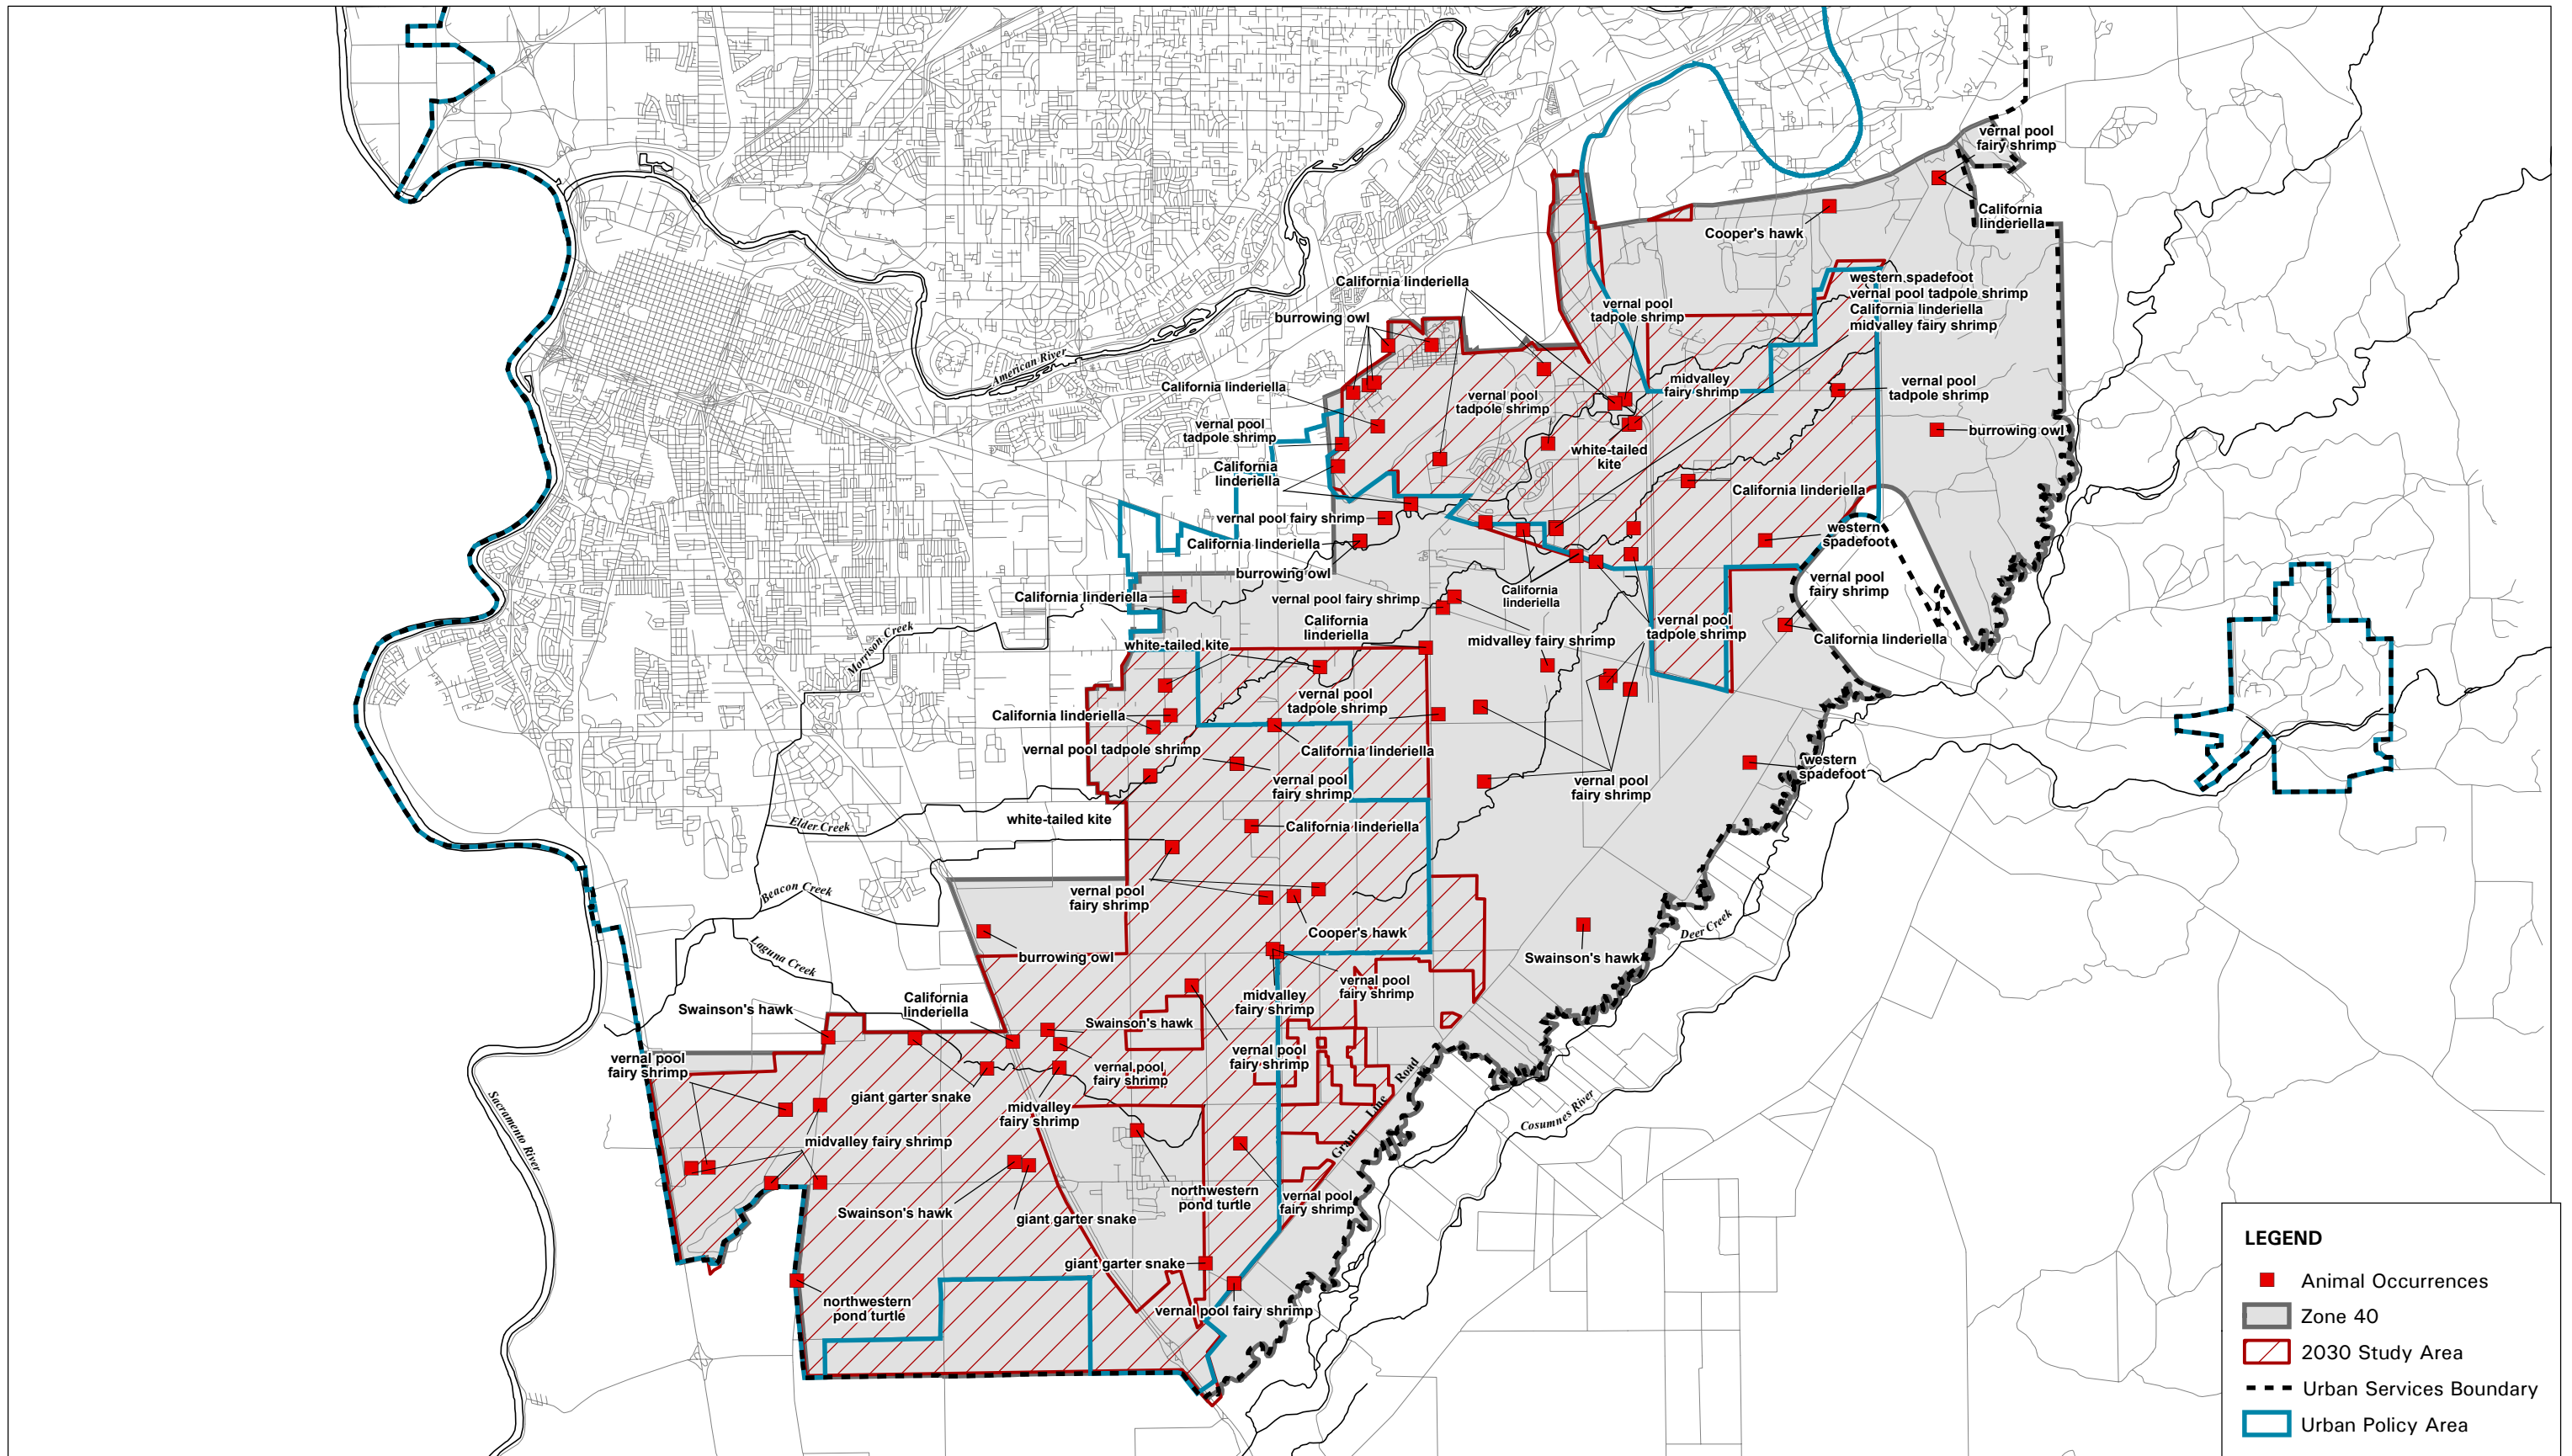 vernal pool
fairy shrimp
California
linderiella
Cooper's hawk
western spadefoot
vernal pool tadpole shrimp
California linderiella
midvalley fairy shrimp
California linderiella
vernal pool
tadpole shrimp
burrowing owl
American River
California linderiella
midvalley
fairy shrimp
vernal pool
tadpole shrimp
vernal pool
tadpole shrimp
vernal pool
tadpole shrimp
burrowing owl
white-tailed
kite
California
linderiella
California linderiella
vernal pool fairy shrimp
western
spadefoot
California linderiella
burrowing owl
vernal pool
fairy shrimp
California linderiella
vernal pool fairy shrimp
California
linderiella
California
linderiella
vernal pool
tadpole shrimp
Morrison Creek
white-tailed kite
midvalley fairy shrimp
California linderiella
vernal pool
tadpole shrimp
California linderiella
vernal pool tadpole shrimp
California linderiella
western
spadefoot
vernal pool
fairy shrimp
vernal pool
fairy shrimp
white-tailed kite
Elder Creek
California linderiella
Beacon Creek
vernal pool
fairy shrimp
Cooper's hawk
Deer Creek
Laguna Creek
burrowing owl
Swainson's hawk
vernal pool
fairy shrimp
Swainson's hawk
California
linderiella
midvalley
fairy shrimp
Swainson's hawk
vernal pool
fairy shrimp
vernal pool
fairy shrimp
vernal pool
fairy shrimp
giant garter snake
midvalley
fairy shrimp
Grant Line Road
Cosumnes River
Sacramento River
midvalley fairy shrimp
northwestern
pond turtle
vernal pool
fairy shrimp
Swainson's hawk
giant garter snake
giant garter snake
northwestern
pond turtle
vernal pool fairy shrimp
LEGEND
Animal Occurrences
Zone 40
2030 Study Area
Urban Services Boundary
Urban Policy Area